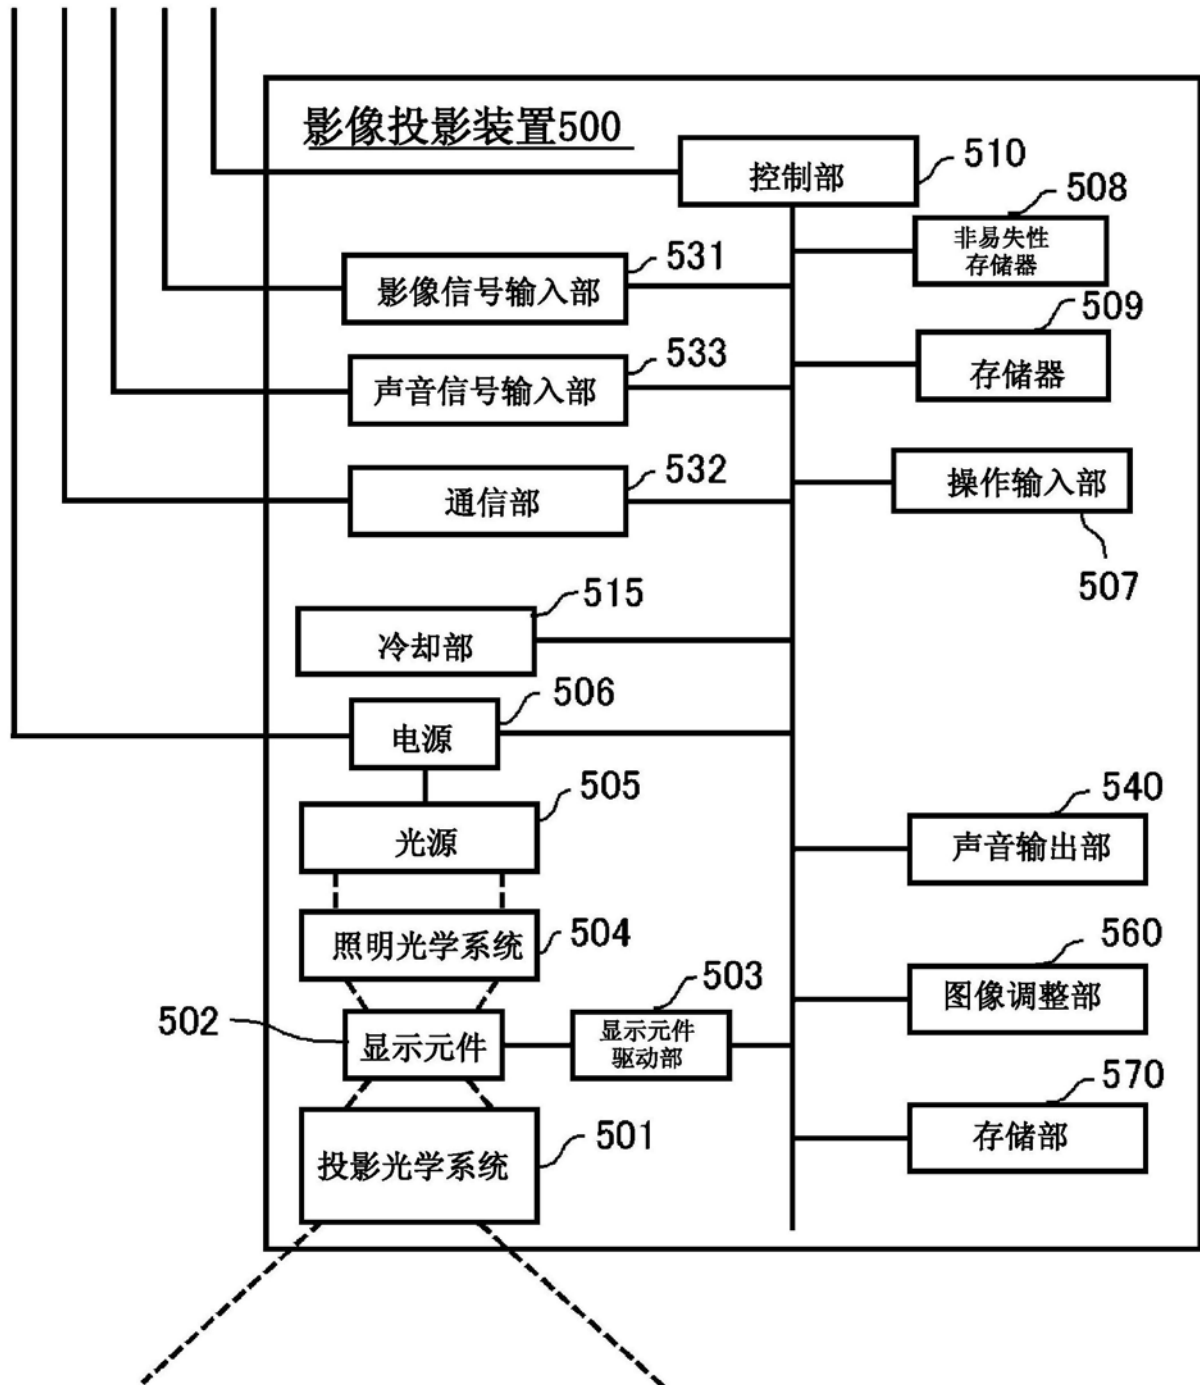 影像投影装置500
控制部
510
508
非易失性
存储器
531
影像信号输入部
509
存储器
533
声音信号输入部
532
通信部
操作输入部
507
515
冷却部
506
电源
505
光源
540
声音输出部
504
照明光学系统
560
图像调整部
503
显示元件
驱动部
502
显示元件
570
存储部
501
投影光学系统